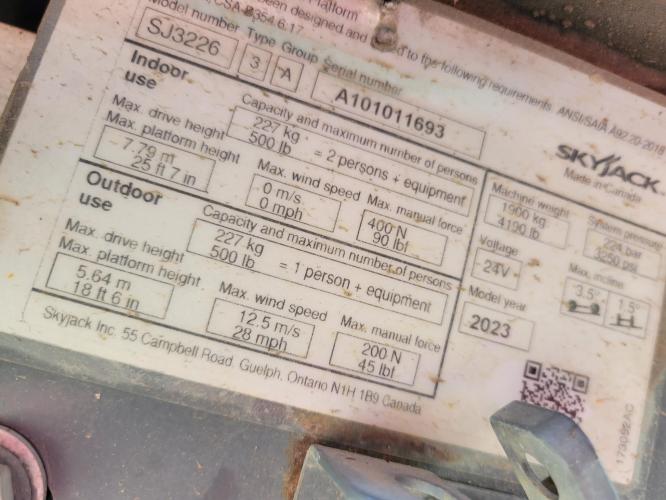 Platform
CSA B354.6:17
been designed and
to the following requirements ANSI/SAIA A92.20-2018
Model number Type Group Serial number
SJ3226 3 A A101011693
SKYJACK
Made in Canada
Indoor
use
Capacity and maximum number of persons
227 kg
500 lb
= 2 persons + equipment
Max. drive height
Max. platform height
7.79 m
25 ft 7 in
Max. wind speed
0 m/s
0 mph
Max. manual force
400 N
90 lbf
Outdoor
use
Capacity and maximum number of persons
227 kg
500 lb
= 1 person + equipment
Max. drive height
Max. platform height
5.64 m
18 ft 6 in
Max. wind speed
12.5 m/s
28 mph
Max. manual force
200 N
45 lbf
Machine weight
1900 kg
4190 lb
System pressure
224 bar
3250 psi
Voltage
24V
Max. incline
3.5° 1.5°
Model year
2023
Skyjack Inc. 55 Campbell Road, Guelph, Ontario N1H 1B9 Canada